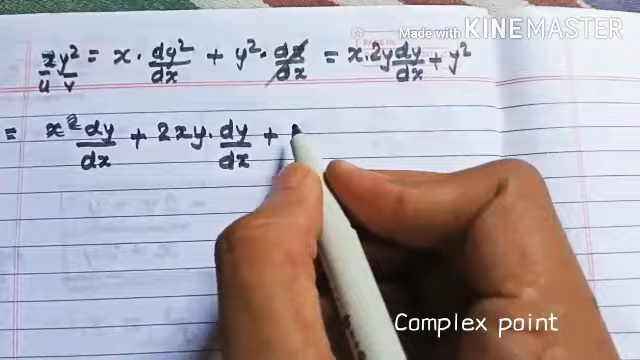 Made with KINEMASTER
xy² = x · dy²/dx + y² · dx/dx = x · 2y dy/dx + y²
u v
= x² dy/dx + 2xy · dy/dx +
Complex point